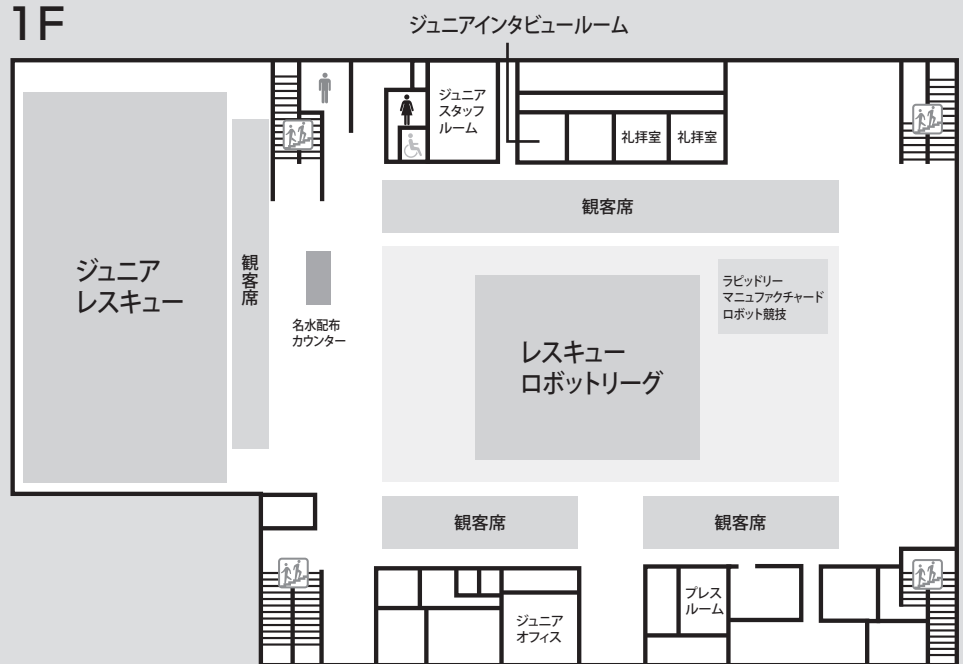 1F
ジュニアインタビュールーム
ジュニア
スタッフ
ルーム
礼拝室
礼拝室
観客席
ジュニア
レスキュー
観客席
名水配布
カウンター
ラピッドリー
マニュファクチャード
ロボット競技
レスキュー
ロボットリーグ
観客席
観客席
ジュニア
オフィス
プレス
ルーム